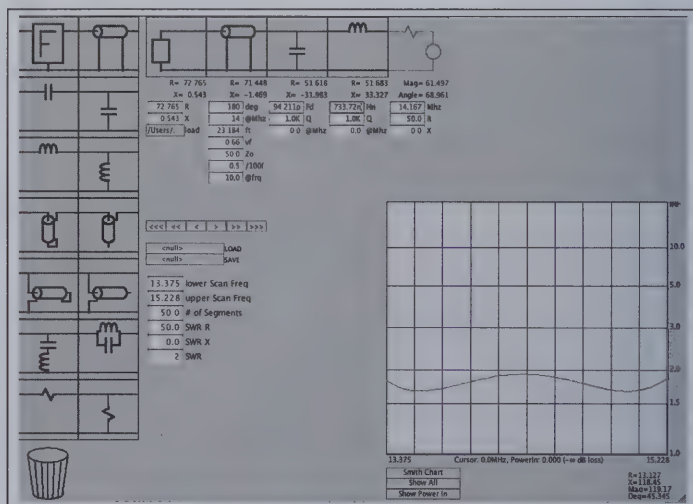 F
R= 72 765 R= 71 448 R= 51 616 R= 51 683 Mag= 61.497
X= 0.543 X= -1.469 X= -33.983 X= 33.327 Angle= 68.961
72 765 R 180 deg 94 211p Fd 733.72n Hn 14.167 Mhz
0 543 X 14 @Mhz 1.0K Q 1.0K Q 50.0 R
/Users/. load 23 184 ft 0.0 @Mhz 0.0 @Mhz 0 0 X
0 66 vf
50 0 Zo
0.5 /100f
10.0 @frq
<<< << < > >> >>>
<null> LOAD
<null> SAVE
13.375 lower Scan Freq
15.228 upper Scan Freq
50 0 # of Segments
50.0 SWR R
0.0 SWR X
2 SWR
INF
20.0
5.0
3.0
2.0
1.5
1.0
13.375 Cursor: 0.0MHz, PowerIn: 0.000 (-∞ dB loss) 15.228
Smith Chart
Show All
Show Power In
R=13.127
X=118.45
Mag=119.17
Deg=45.345